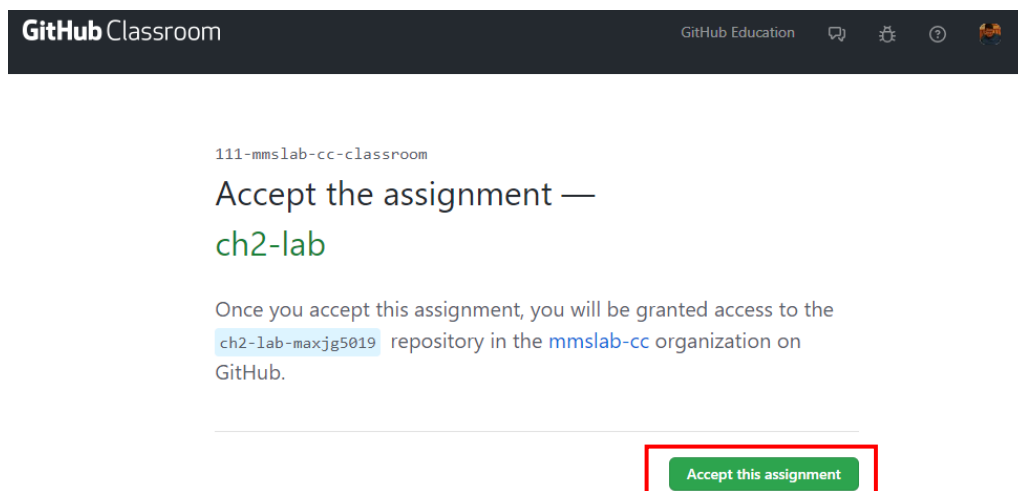 GitHub Classroom
GitHub Education
111-mmslab-cc-classroom
Accept the assignment —
ch2-lab
Once you accept this assignment, you will be granted access to the
ch2-lab-maxjg5019 repository in the mmslab-cc organization on
GitHub.
Accept this assignment